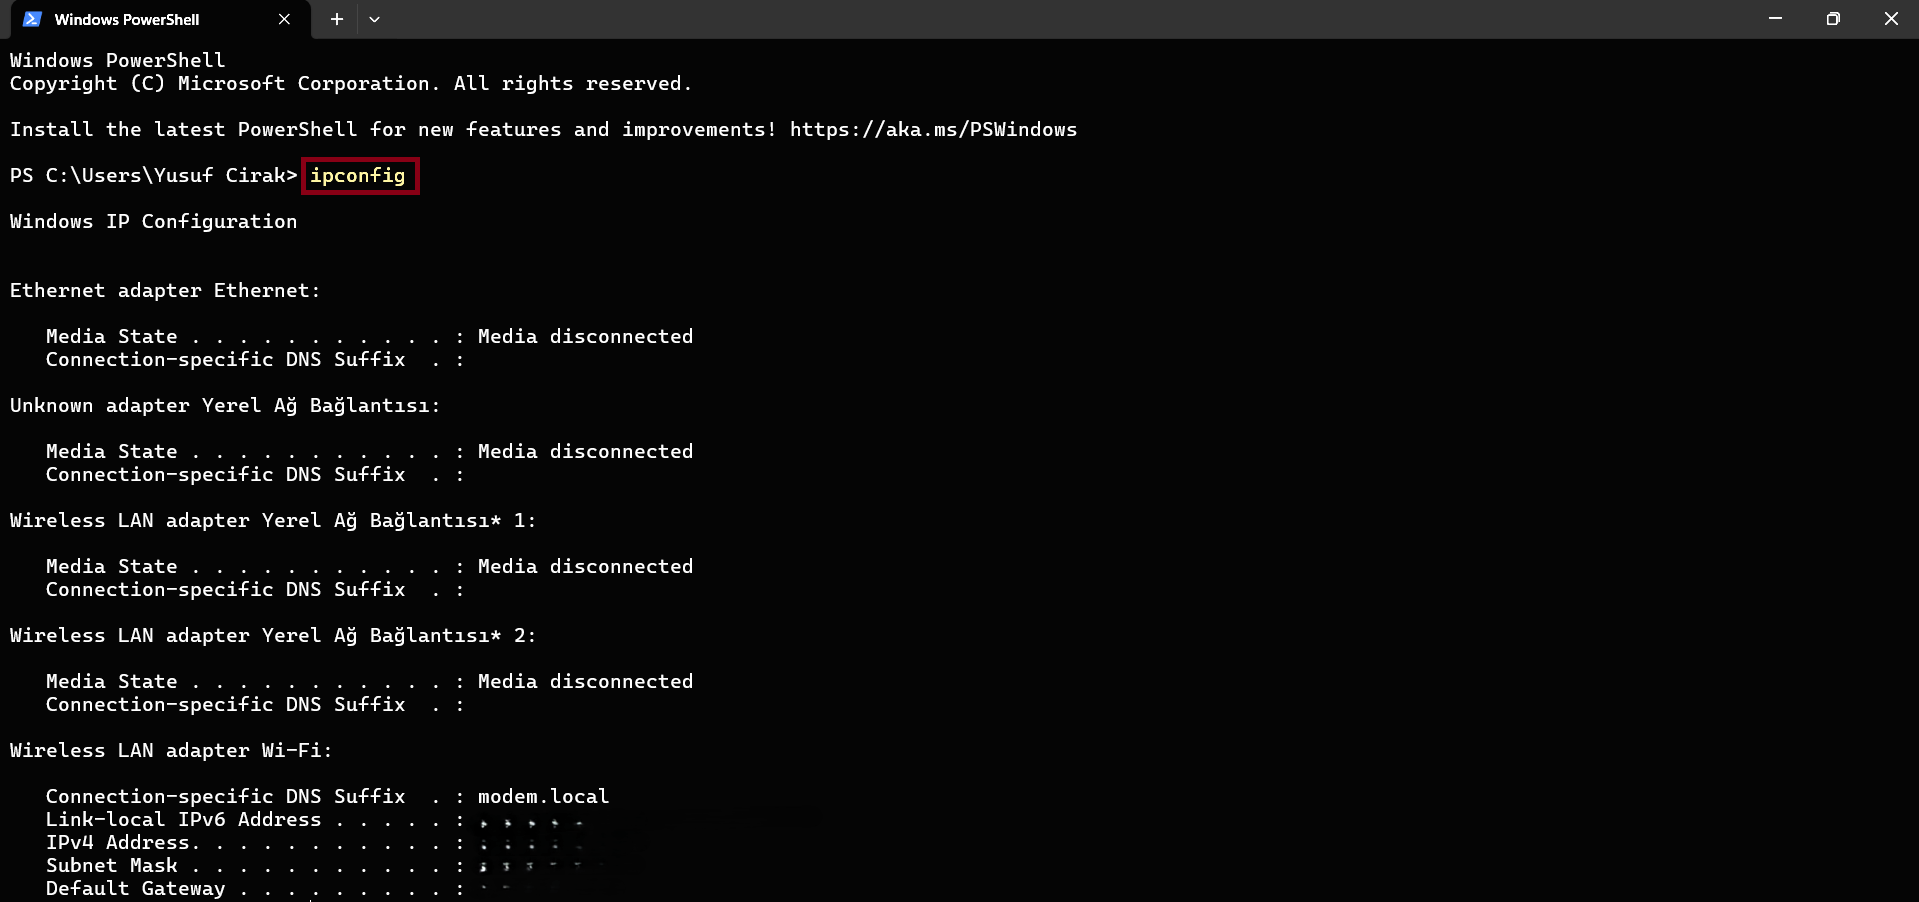 Windows PowerShell
Windows PowerShell
Copyright (C) Microsoft Corporation. All rights reserved.
Install the latest PowerShell for new features and improvements! https://aka.ms/PSWindows
PS C:\Users\Yusuf Cirak> ipconfig
Windows IP Configuration
Ethernet adapter Ethernet:
   Media State . . . . . . . . . . . : Media disconnected
   Connection-specific DNS Suffix  . :
Unknown adapter Yerel Ağ Bağlantısı:
   Media State . . . . . . . . . . . : Media disconnected
   Connection-specific DNS Suffix  . :
Wireless LAN adapter Yerel Ağ Bağlantısı* 1:
   Media State . . . . . . . . . . . : Media disconnected
   Connection-specific DNS Suffix  . :
Wireless LAN adapter Yerel Ağ Bağlantısı* 2:
   Media State . . . . . . . . . . . : Media disconnected
   Connection-specific DNS Suffix  . :
Wireless LAN adapter Wi-Fi:
   Connection-specific DNS Suffix  . : modem.local
   Link-local IPv6 Address . . . . . :
   IPv4 Address. . . . . . . . . . . :
   Subnet Mask . . . . . . . . . . . :
   Default Gateway . . . . . . . . . :